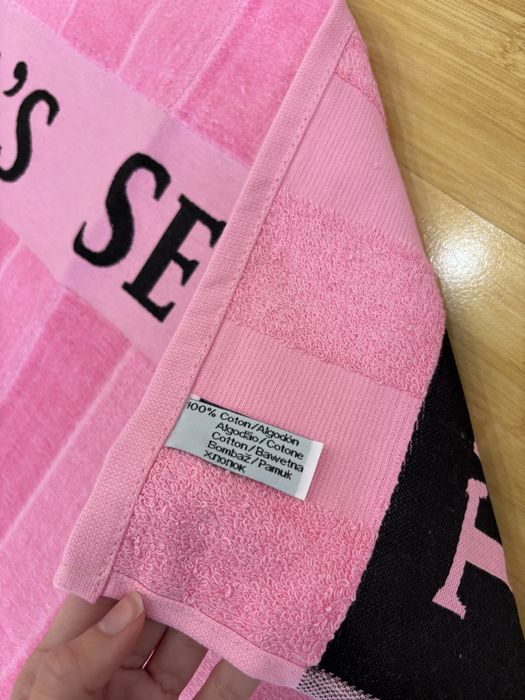 'S SE
100% Coton/Algodón
Algodão/Cotone
Cotton/Bawełna
Bombaž/Pamuk
Хлопок
T